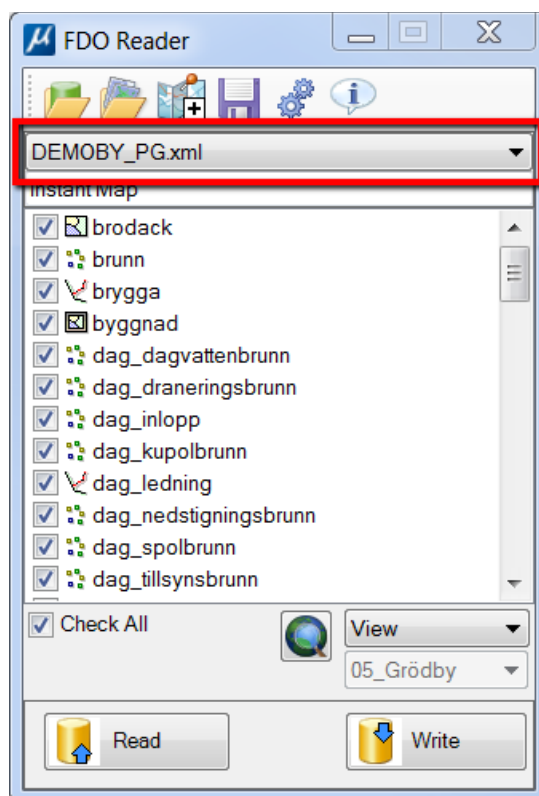 FDO Reader
DEMOBY_PG.xml
Instant Map
brodack
brunn
brygga
byggnad
dag_dagvattenbrunn
dag_draneringsbrunn
dag_inlopp
dag_kupolbrunn
dag_ledning
dag_nedstigningsbrunn
dag_spolbrunn
dag_tillsynsbrunn
Check All
View
05_Grödby
Read
Write